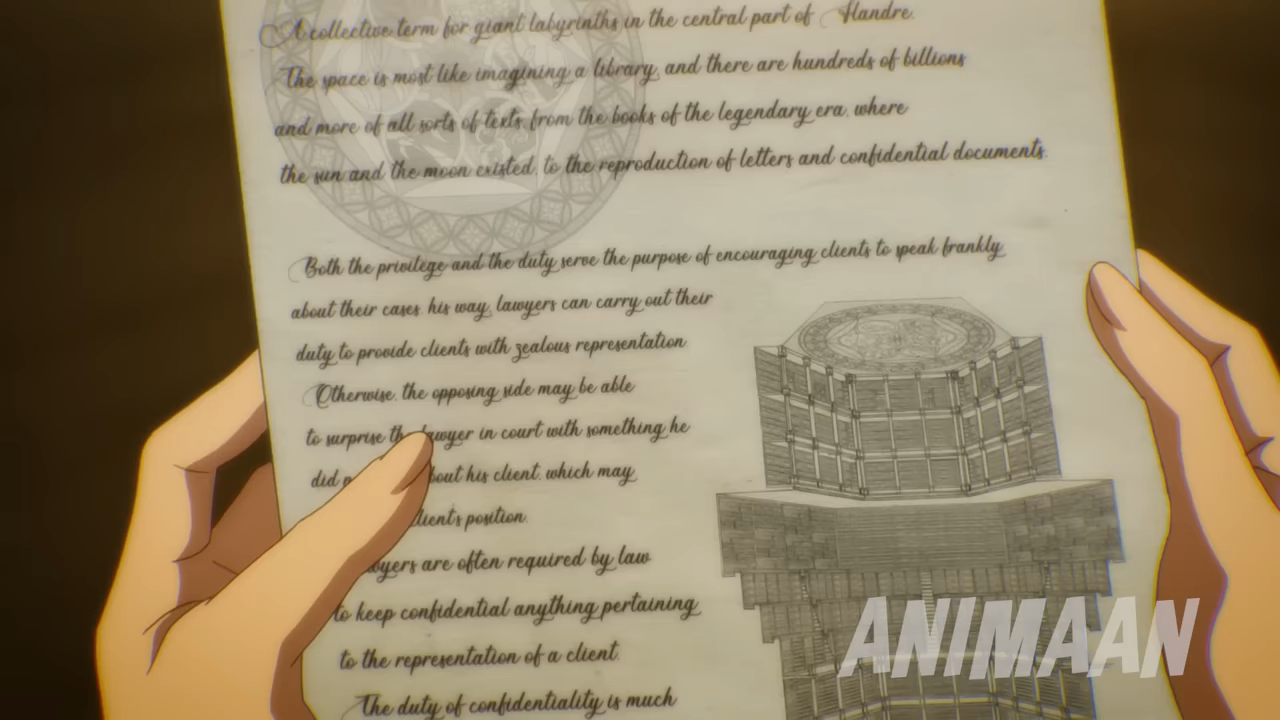 A collective term for giant labyrinths in the central part of Flandre.
The space is most like imagining a library, and there are hundreds of billions
and more of all sorts of texts, from the books of the legendary era, where
the sun and the moon existed, to the reproduction of letters and confidential documents.
Both the privilege and the duty serve the purpose of encouraging clients to speak frankly
about their cases. his way, lawyers can carry out their
duty to provide clients with zealous representation.
Otherwise, the opposing side may be able
to surprise the lawyer in court with something he
did about his client, which may
client's position.
are often required by law
to keep confidential anything pertaining
to the representation of a client.
The duty of confidentiality is much
ANIMAAN